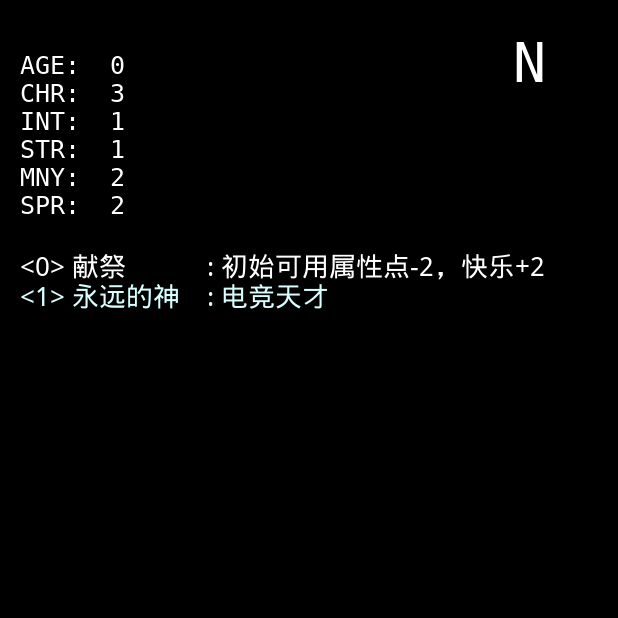 N
AGE: 0
CHR: 3
INT: 1
STR: 1
MNY: 2
SPR: 2
<0> 献祭 : 初始可用属性点-2，快乐+2
<1> 永远的神 : 电竞天才